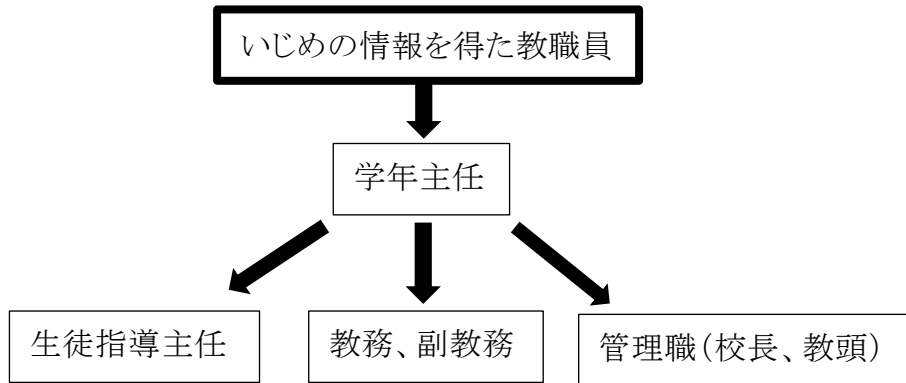 いじめの情報を得た教職員
学年主任
生徒指導主任
教務、副教務
管理職(校長、教頭)